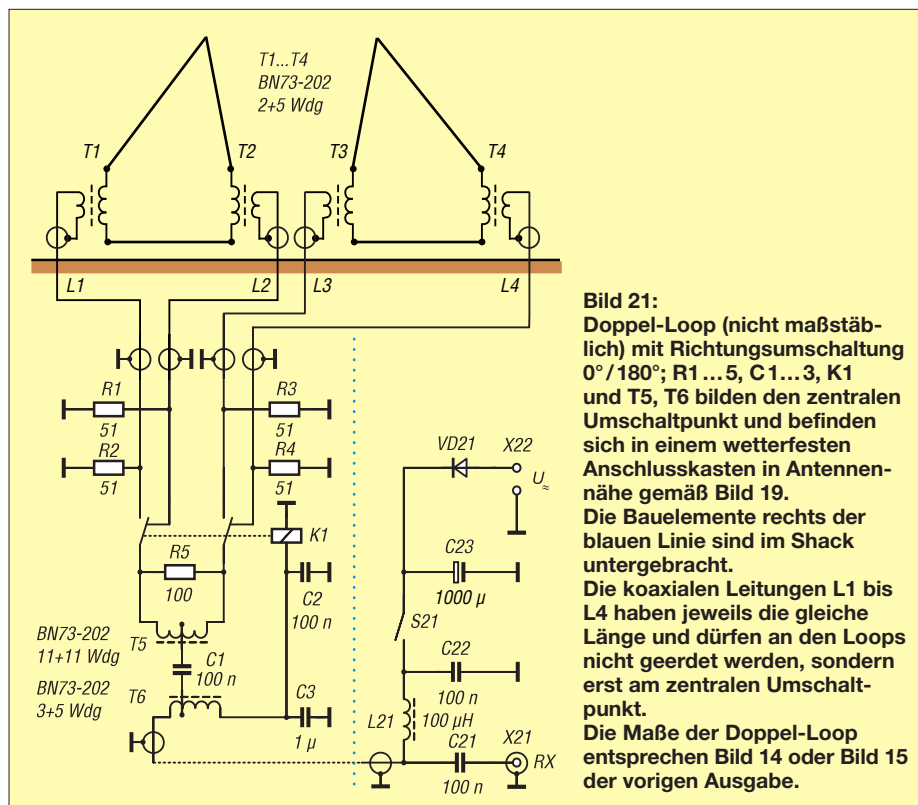 T1...T4
BN73-202
2+5 Wdg
T1
T2
T3
T4
L1
L2
L3
L4
R1
51
R2
51
R3
51
R4
51
K1
R5
100
C2
100 n
BN73-202
11+11 Wdg
T5
C1
100 n
BN73-202
3+5 Wdg
T6
C3
1 µ
VD21
X22
U≈
C23
1000 µ
S21
C22
100 n
L21
100 µH
C21
100 n
X21
RX
Bild 21:
Doppel-Loop (nicht maßstäb-
lich) mit Richtungsumschaltung
0°/180°; R1...5, C1...3, K1
und T5, T6 bilden den zentralen
Umschaltpunkt und befinden
sich in einem wetterfesten
Anschlusskasten in Antennen-
nähe gemäß Bild 19.
Die Bauelemente rechts der
blauen Linie sind im Shack
untergebracht.
Die koaxialen Leitungen L1 bis
L4 haben jeweils die gleiche
Länge und dürfen an den Loops
nicht geerdet werden, sondern
erst am zentralen Umschalt-
punkt.
Die Maße der Doppel-Loop
entsprechen Bild 14 oder Bild 15
der vorigen Ausgabe.